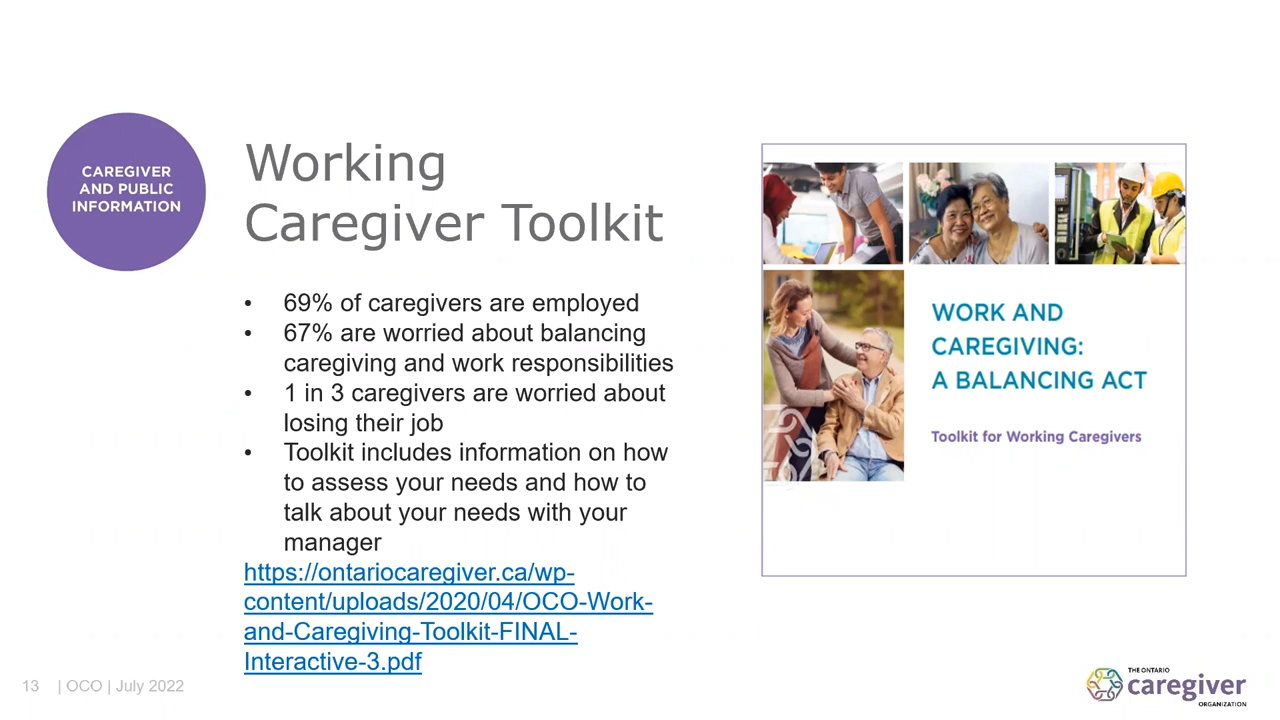 CAREGIVER
AND PUBLIC
INFORMATION
Working
Caregiver Toolkit
• 69% of caregivers are employed
• 67% are worried about balancing
caregiving and work responsibilities
• 1 in 3 caregivers are worried about
losing their job
• Toolkit includes information on how
to assess your needs and how to
talk about your needs with your
manager
https://ontariocaregiver.ca/wp-
content/uploads/2020/04/OCO-Work-
and-Caregiving-Toolkit-FINAL-
Interactive-3.pdf
WORK AND
CAREGIVING:
A BALANCING ACT
Toolkit for Working Caregivers
13 | OCO | July 2022
THE ONTARIO
caregiver
ORGANIZATION